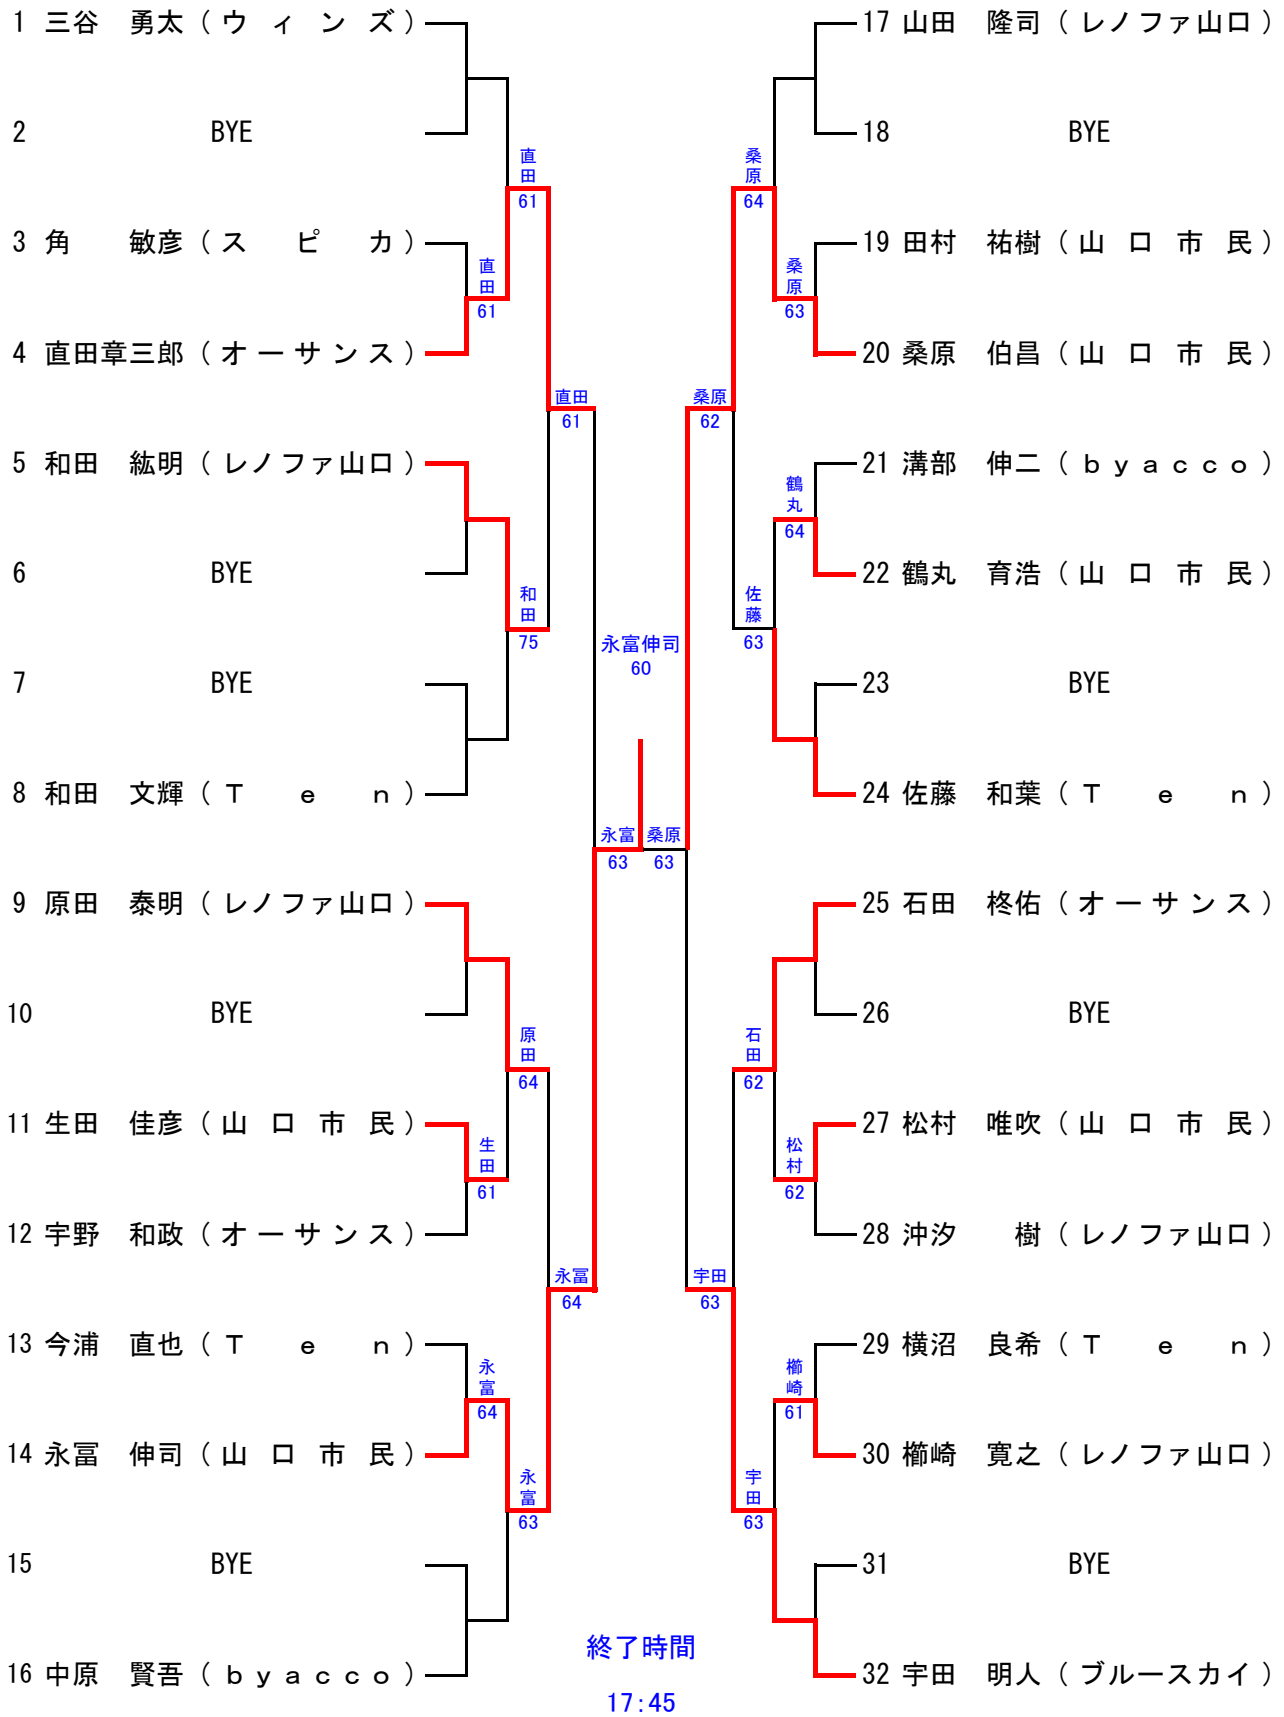 1 三谷　勇太（ウィンズ）
2 BYE
直田
61
3 角　敏彦（スピカ）
直田
61
4 直田章三郎（オーサンス）
直田
61
5 和田　紘明（レノファ山口）
6 BYE
和田
75
7 BYE
8 和田　文輝（Ｔｅｎ）
永富
63
9 原田　泰明（レノファ山口）
10 BYE
原田
64
11 生田　佳彦（山口市民）
生田
61
12 宇野　和政（オーサンス）
永冨
64
13 今浦　直也（Ｔｅｎ）
永富
64
14 永冨　伸司（山口市民）
永富
63
15 BYE
16 中原　賢吾（ｂｙａｃｃｏ）
永富伸司
60
17 山田　隆司（レノファ山口）
18 BYE
桑原
64
19 田村　祐樹（山口市民）
桑原
63
20 桑原　伯昌（山口市民）
桑原
62
21 溝部　伸二（ｂｙａｃｃｏ）
鶴丸
64
22 鶴丸　育浩（山口市民）
佐藤
63
23 BYE
24 佐藤　和葉（Ｔｅｎ）
桑原
63
25 石田　柊佑（オーサンス）
26 BYE
石田
62
27 松村　唯吹（山口市民）
松村
62
28 沖汐　樹（レノファ山口）
宇田
63
29 横沼　良希（Ｔｅｎ）
櫛崎
61
30 櫛崎　寛之（レノファ山口）
宇田
63
31 BYE
32 宇田　明人（ブルースカイ）
終了時間
17:45